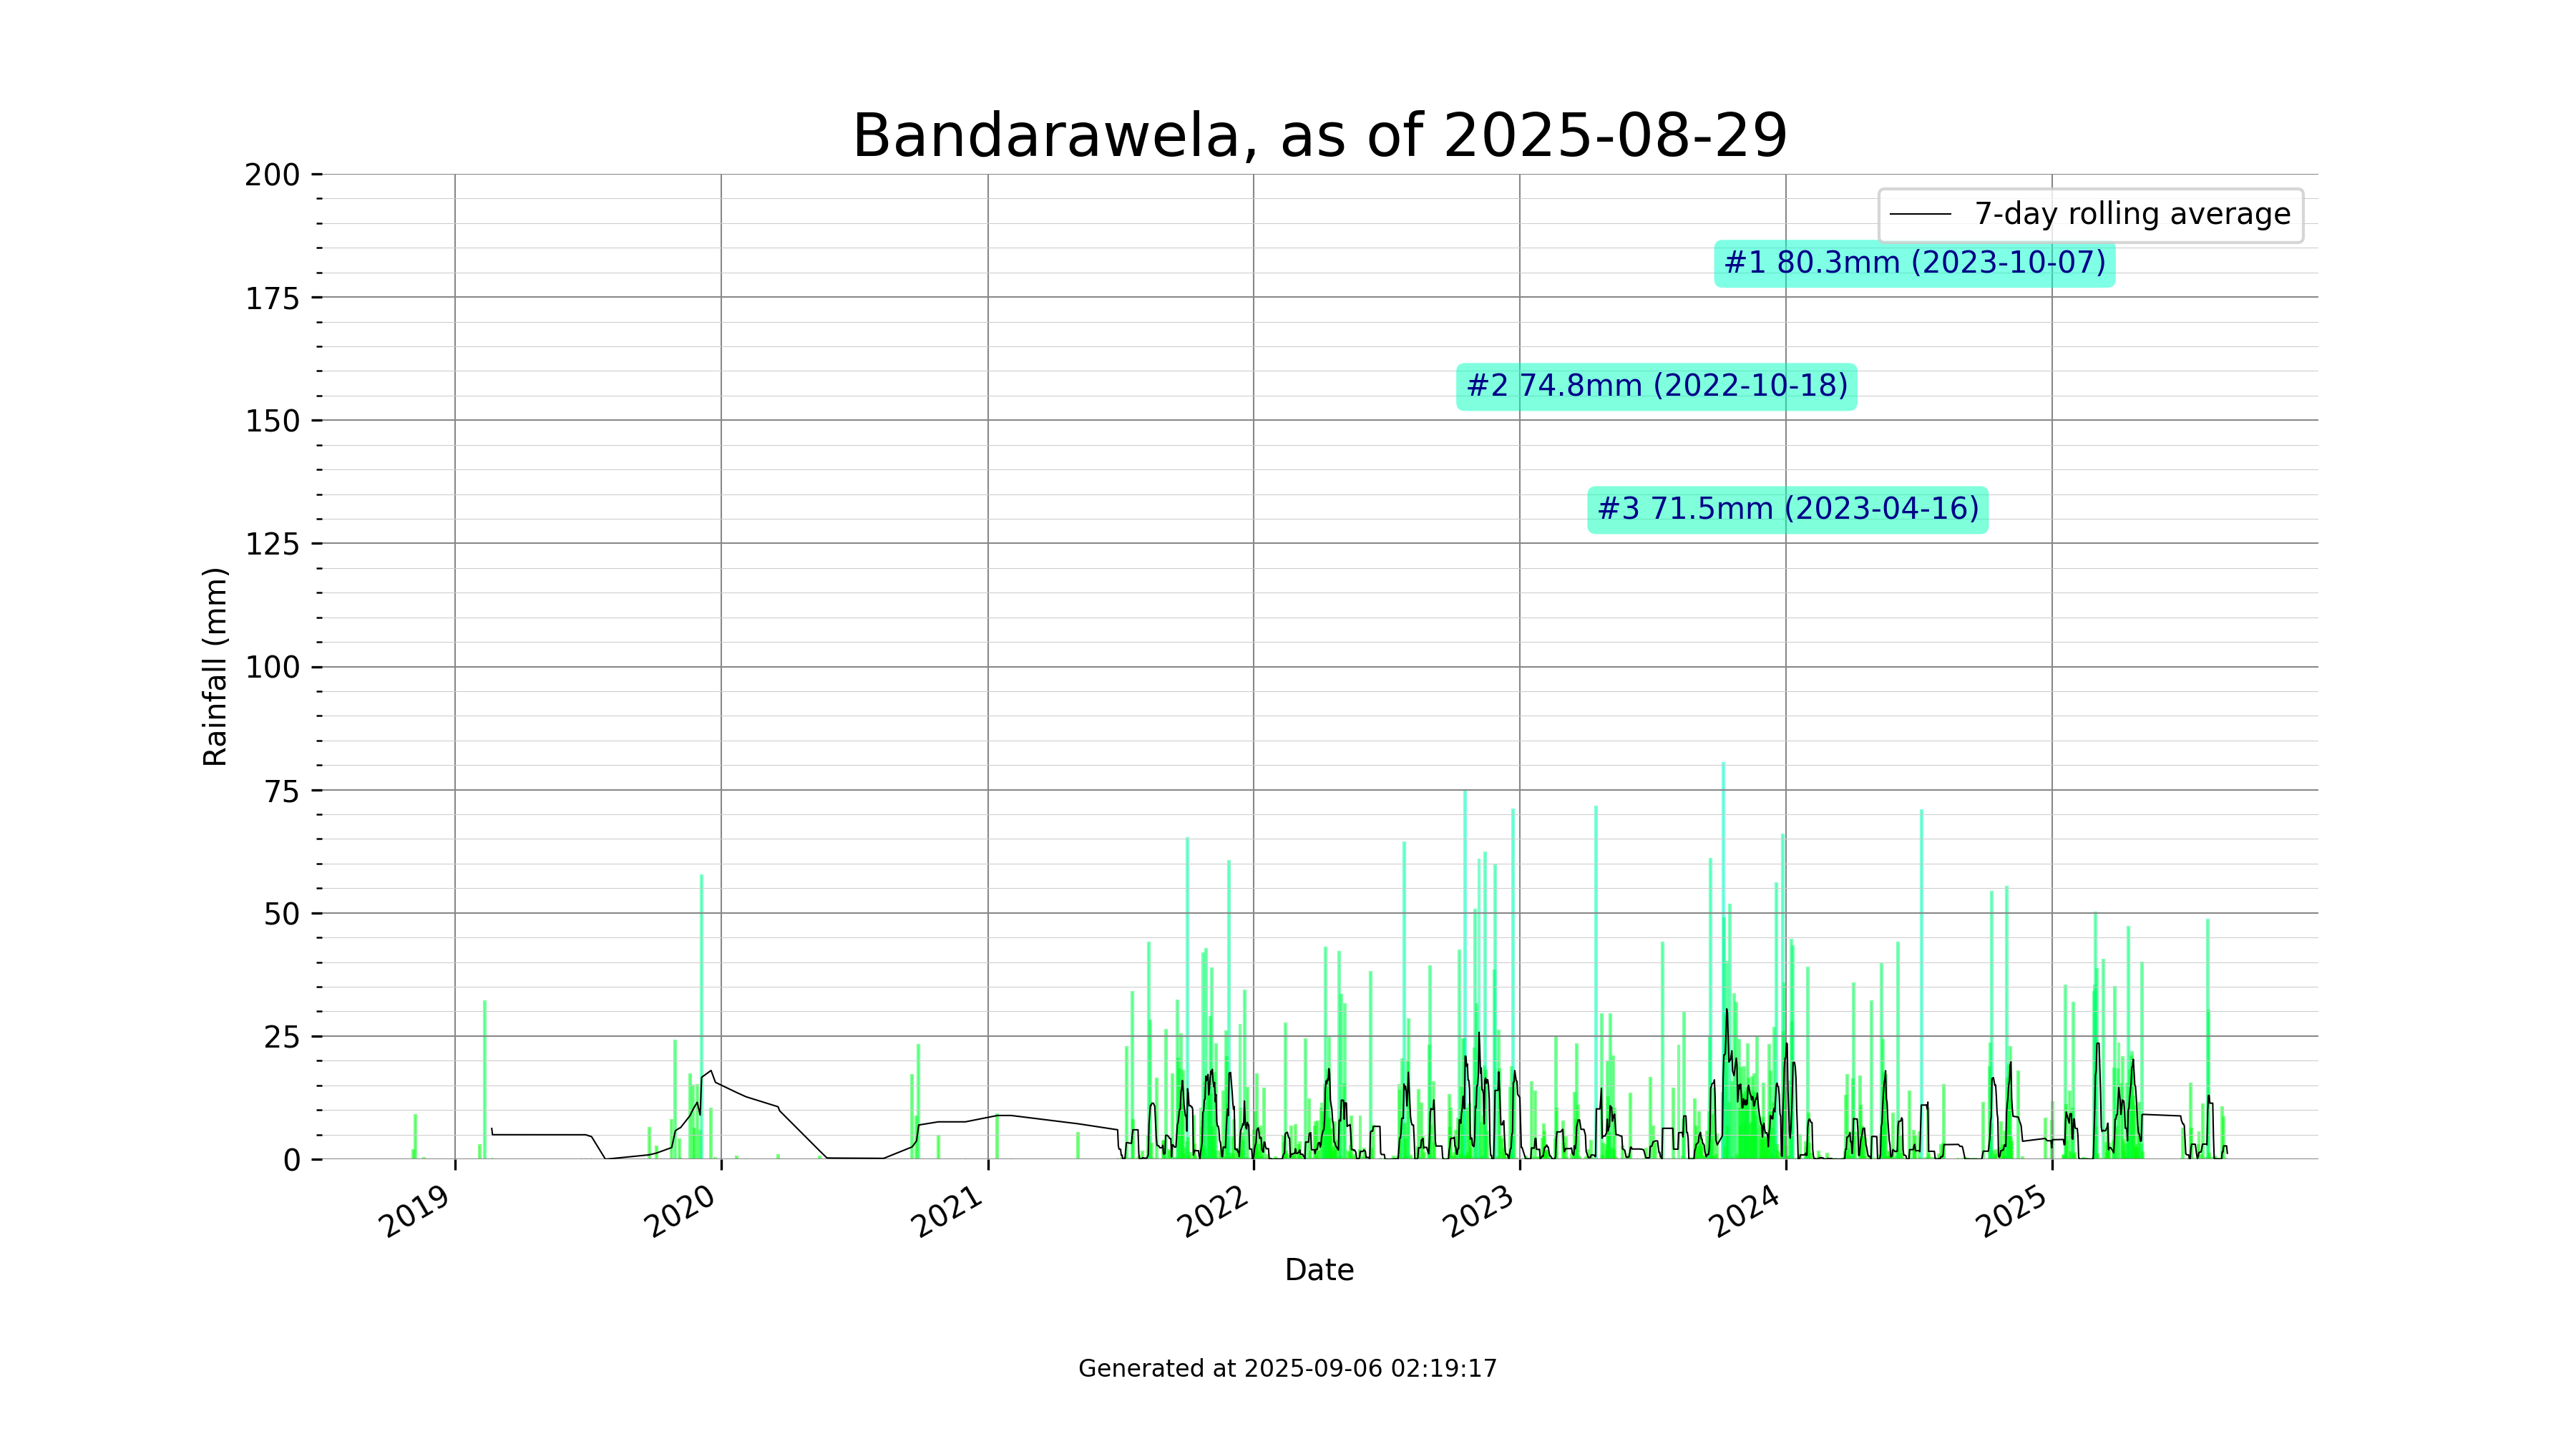 Bandarawela, as of 2025-08-29
200
175
150
125
100
75
50
25
0
Rainfall (mm)
7-day rolling average
#1 80.3mm (2023-10-07)
#2 74.8mm (2022-10-18)
#3 71.5mm (2023-04-16)
2019
2020
2021
2022
2023
2024
2025
Date
Generated at 2025-09-06 02:19:17